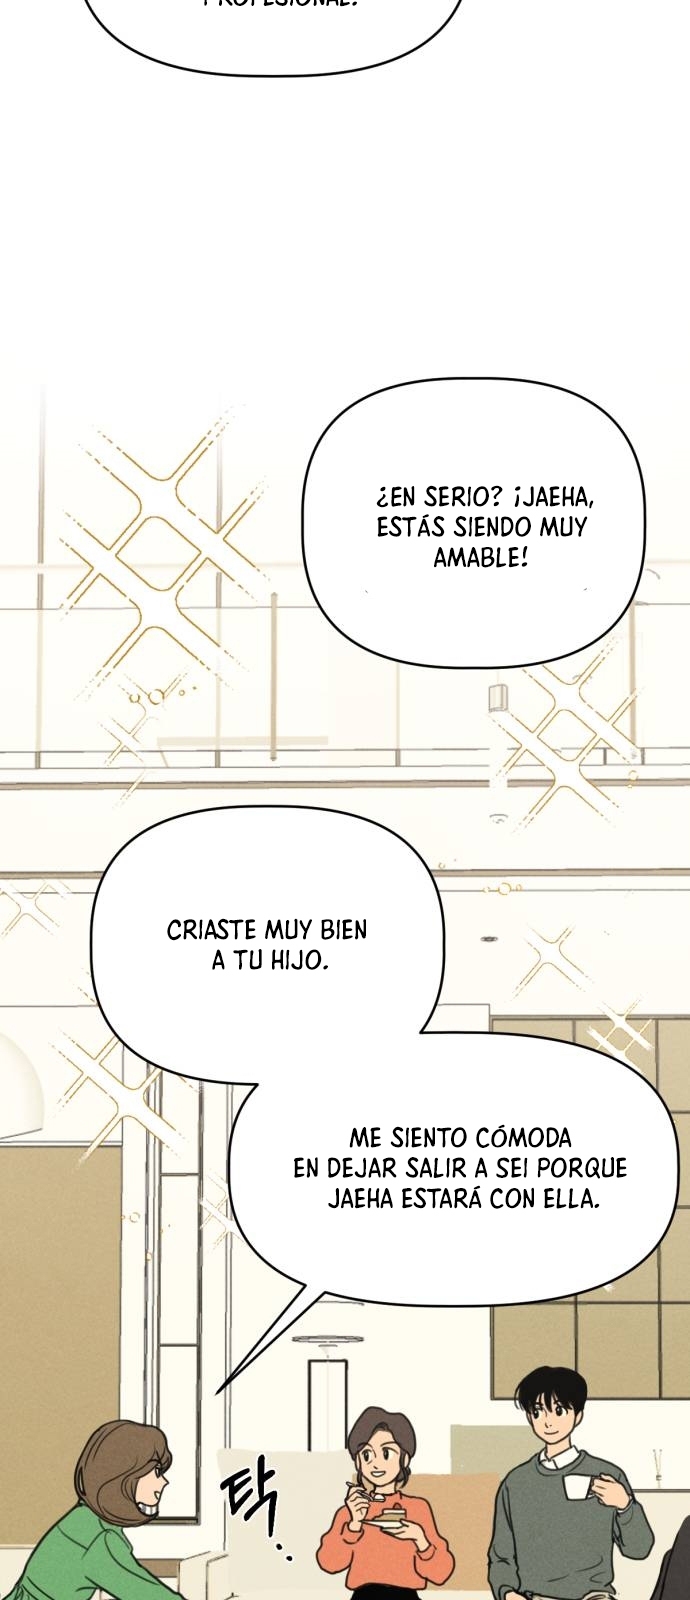 PROFESIONAL.
¿EN SERIO? ¡JAEHA,
ESTÁS SIENDO MUY
AMABLE!
CRIASTE MUY BIEN
A TU HIJO.
ME SIENTO CÓMODA
EN DEJAR SALIR A SEI PORQUE
JAEHA ESTARÁ CON ELLA.
탁..